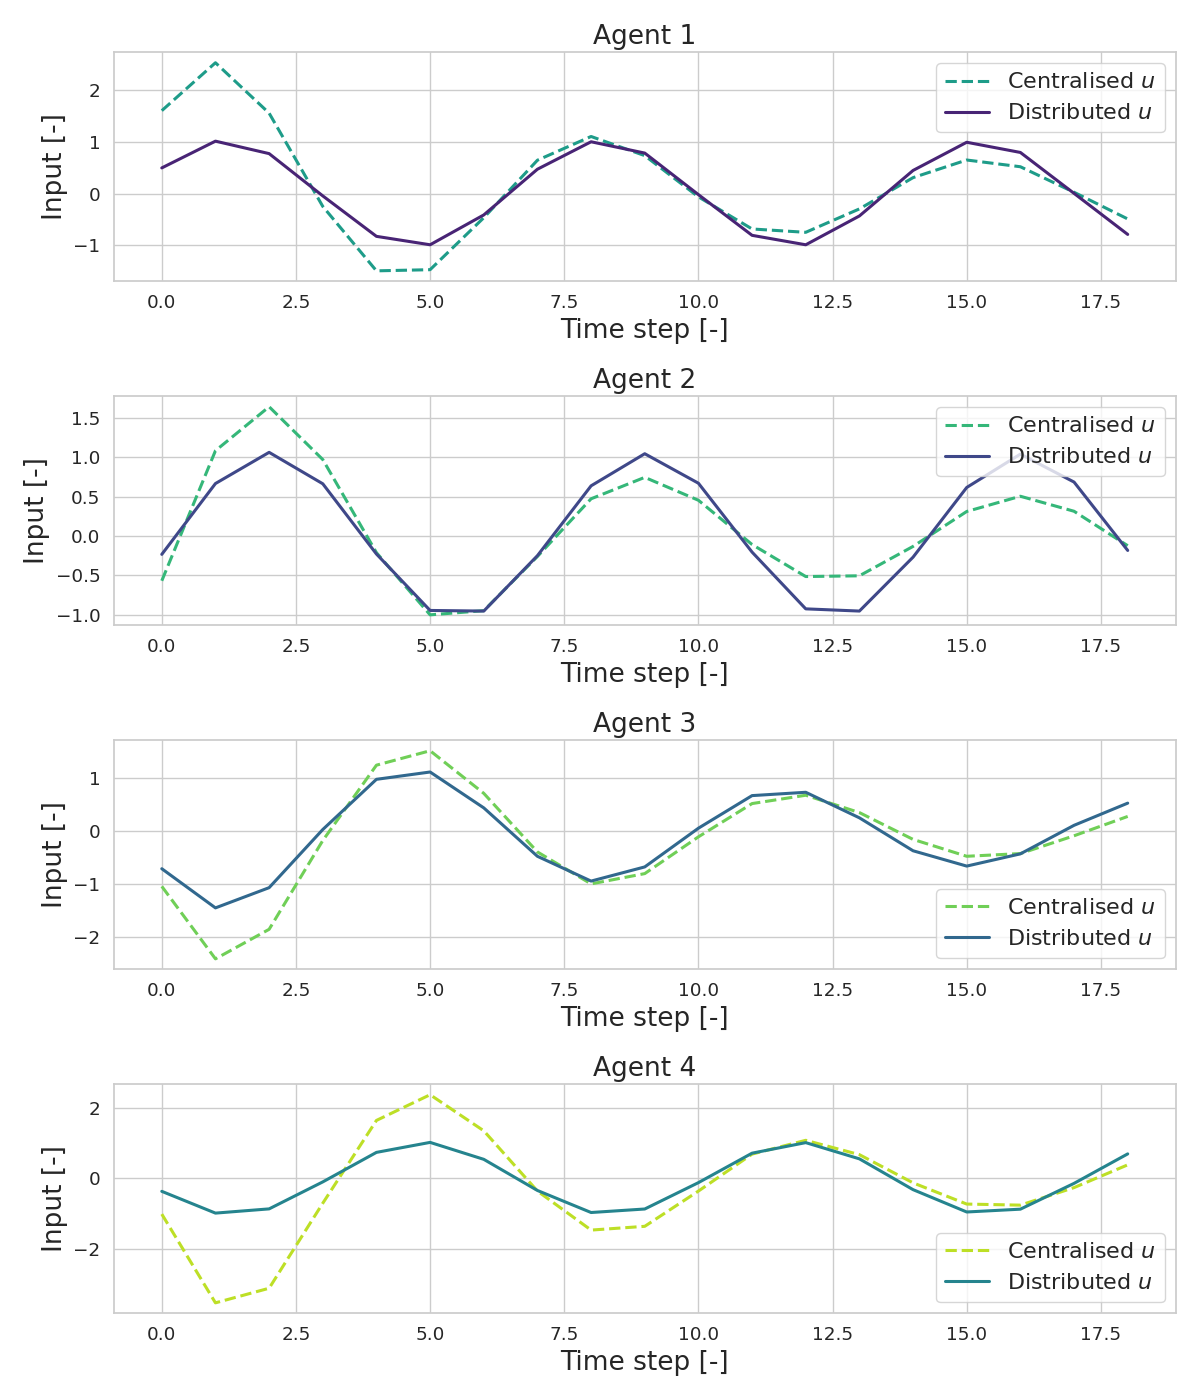 Agent 1
Centralised u
Distributed u
Input [-]
2
1
0
−1
0.0 2.5 5.0 7.5 10.0 12.5 15.0 17.5
Time step [-]
Agent 2
Centralised u
Distributed u
Input [-]
1.5
1.0
0.5
0.0
−0.5
−1.0
0.0 2.5 5.0 7.5 10.0 12.5 15.0 17.5
Time step [-]
Agent 3
Input [-]
1
0
−1
−2
Centralised u
Distributed u
0.0 2.5 5.0 7.5 10.0 12.5 15.0 17.5
Time step [-]
Agent 4
Input [-]
2
0
−2
Centralised u
Distributed u
0.0 2.5 5.0 7.5 10.0 12.5 15.0 17.5
Time step [-]